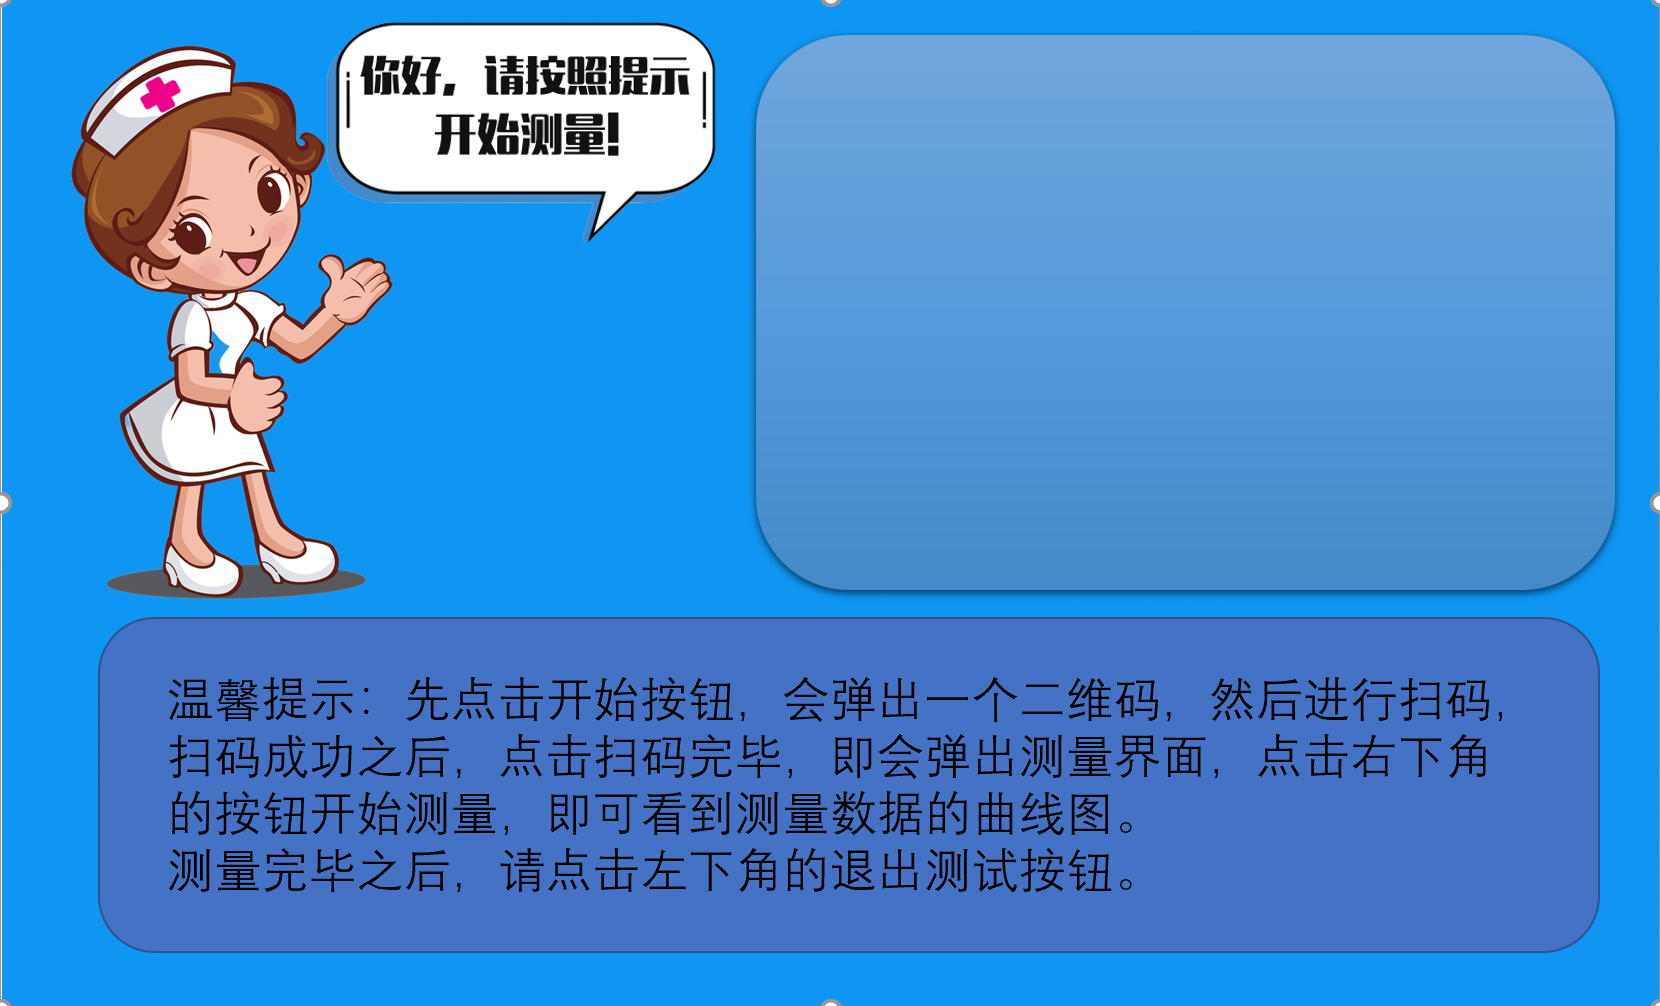 你好，请按照提示
开始测量！
温馨提示：先点击开始按钮，会弹出一个二维码，然后进行扫码，
扫码成功之后，点击扫码完毕，即会弹出测量界面，点击右下角
的按钮开始测量，即可看到测量数据的曲线图。
测量完毕之后，请点击左下角的退出测试按钮。